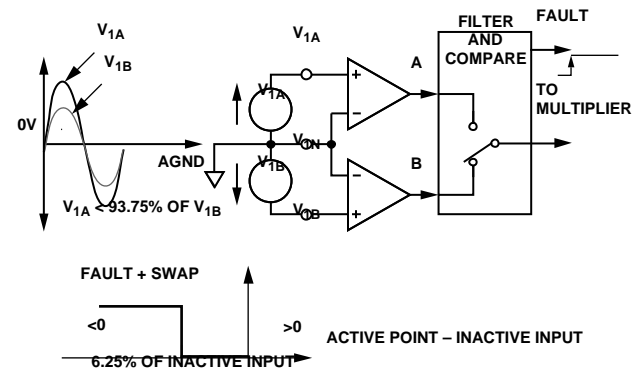 V1A
V1B
0V
AGND
V1A < 93.75% OF V1B
V1A
V1A
V1N
V1B
V1B
+
–
–
+
A
B
FILTER
AND
COMPARE
FAULT
TO
MULTIPLIER
FAULT + SWAP
<0
>0
6.25% OF INACTIVE INPUT
ACTIVE POINT – INACTIVE INPUT